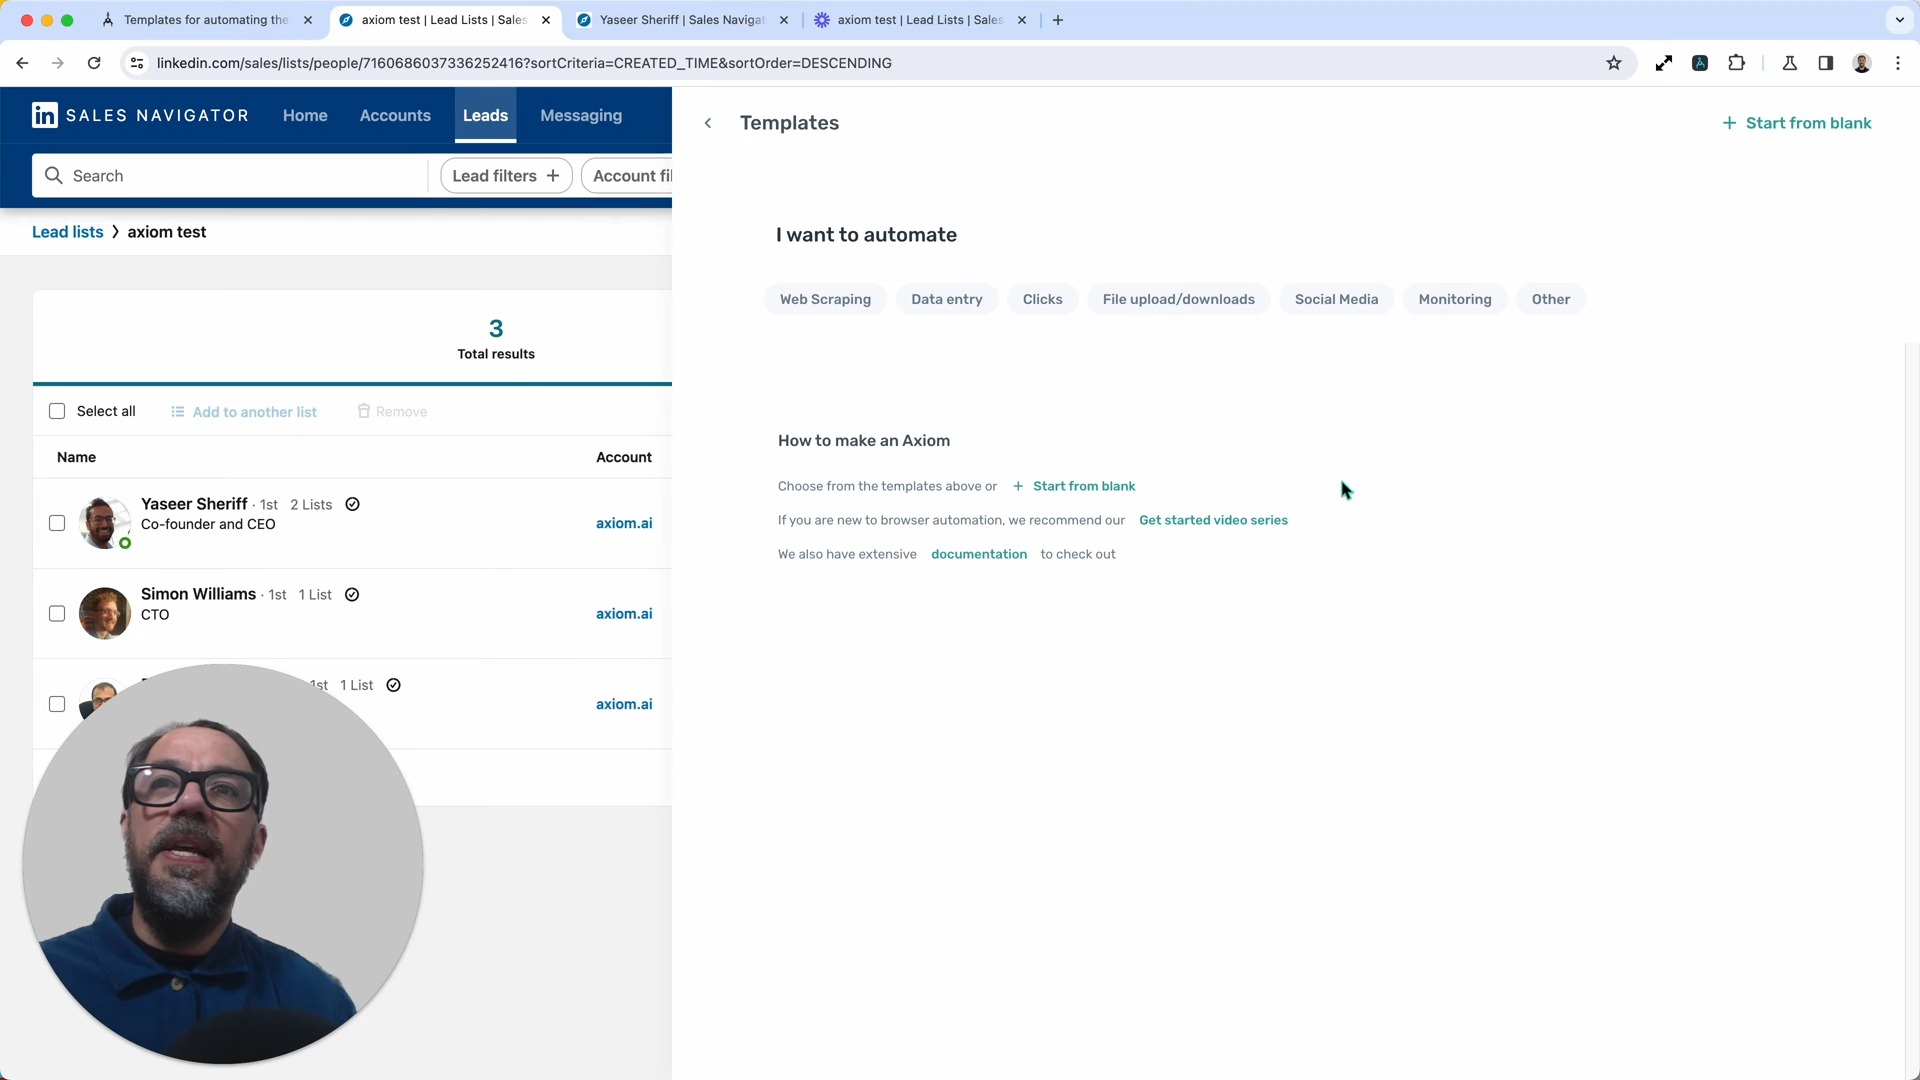 Templates for automating the
axiom test | Lead Lists | Sales
Yaseer Sheriff | Sales Navigat
axiom test | Lead Lists | Sales
linkedin.com/sales/lists/people/7160686037336252416?sortCriteria=CREATED_TIME&sortOrder=DESCENDING
in SALES NAVIGATOR
Home
Accounts
Leads
Messaging
Search
Lead filters +
Account fil
Lead lists > axiom test
3
Total results
Select all
Add to another list
Remove
Name
Account
Yaseer Sheriff · 1st 2 Lists
Co-founder and CEO
axiom.ai
Simon Williams · 1st 1 List
CTO
axiom.ai
1st 1 List
axiom.ai
Templates
+ Start from blank
I want to automate
Web Scraping
Data entry
Clicks
File upload/downloads
Social Media
Monitoring
Other
How to make an Axiom
Choose from the templates above or + Start from blank
If you are new to browser automation, we recommend our Get started video series
We also have extensive documentation to check out